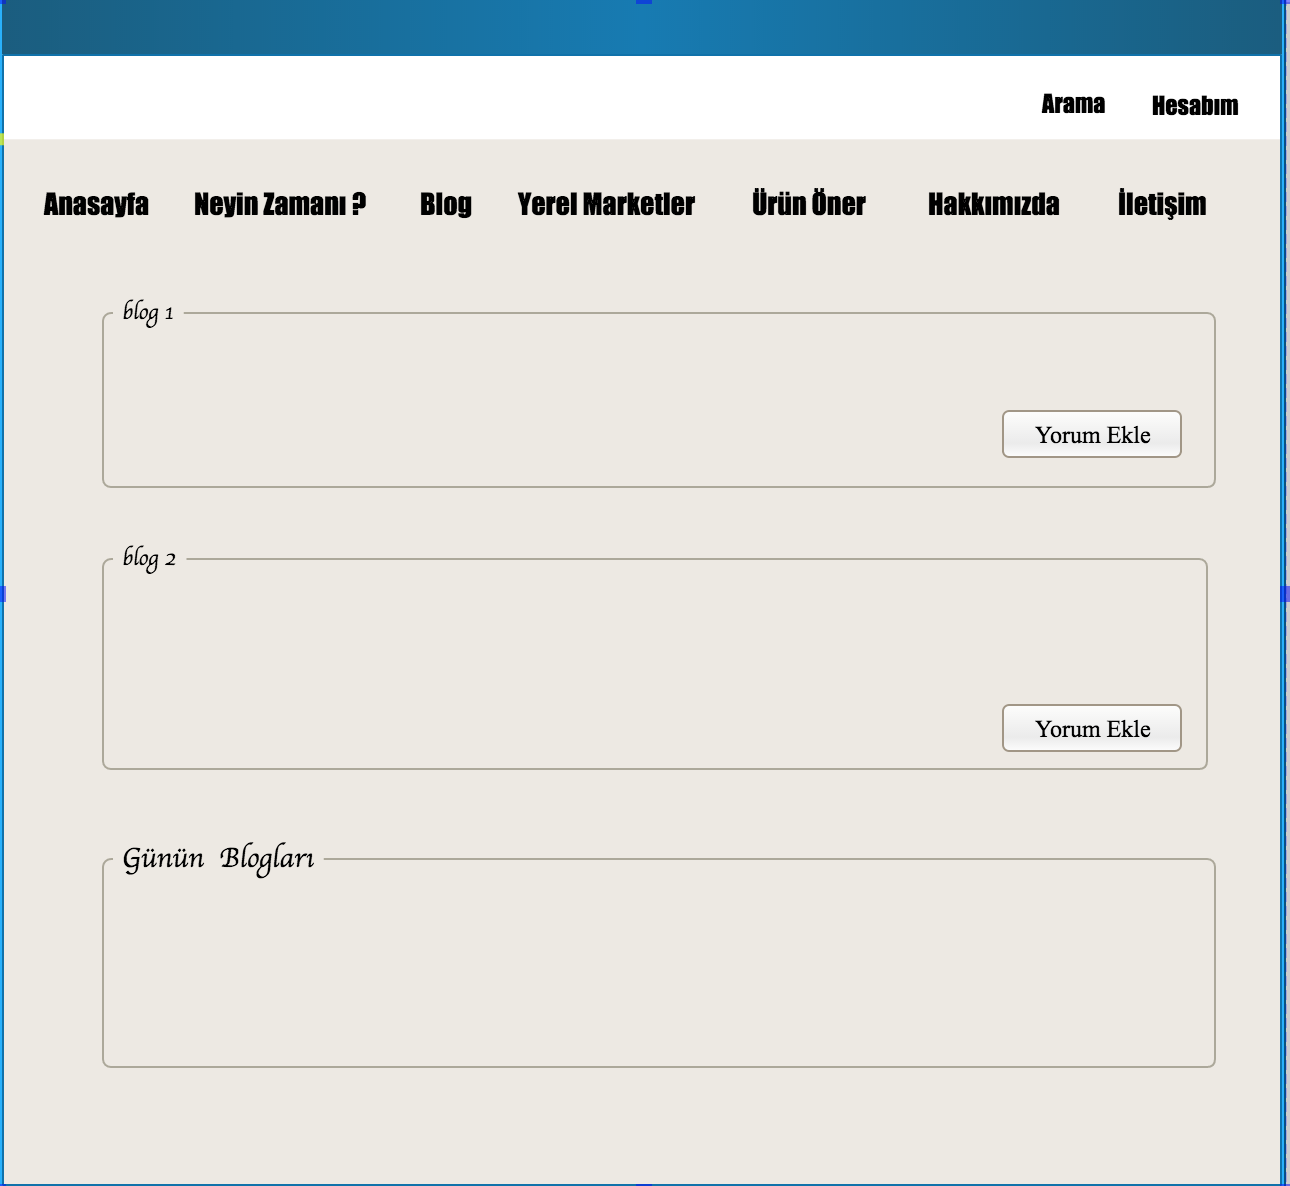 Arama Hesabım
Anasayfa Neyin Zamanı ? Blog Yerel Marketler Ürün Öner Hakkımızda İletişim
blog 1
Yorum Ekle
blog 2
Yorum Ekle
Günün Blogları